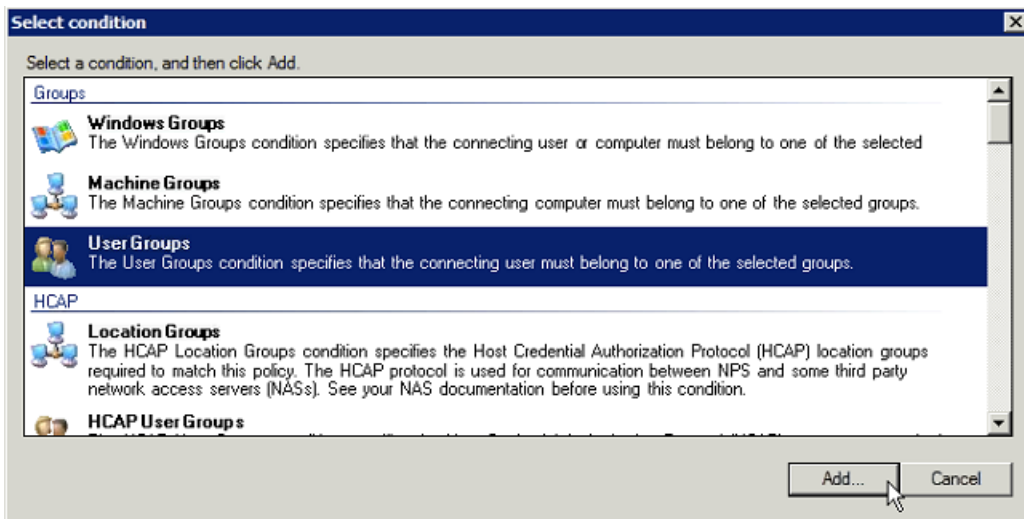 Select condition
Select a condition, and then click Add.
Groups
Windows Groups
The Windows Groups condition specifies that the connecting user or computer must belong to one of the selected
Machine Groups
The Machine Groups condition specifies that the connecting computer must belong to one of the selected groups.
User Groups
The User Groups condition specifies that the connecting user must belong to one of the selected groups.
HCAP
Location Groups
The HCAP Location Groups condition specifies the Host Credential Authorization Protocol (HCAP) location groups
required to match this policy. The HCAP protocol is used for communication between NPS and some third party
network access servers (NASs). See your NAS documentation before using this condition.
HCAP User Groups
Add...
Cancel